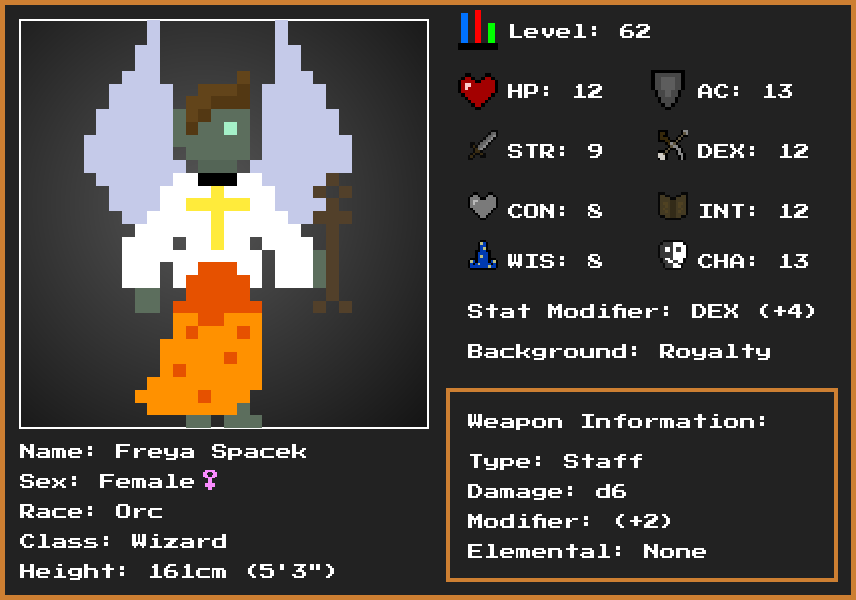 Level: 62
HP: 12
AC: 13
STR: 9
DEX: 12
CON: 8
INT: 12
WIS: 8
CHA: 13
Stat Modifier: DEX (+4)
Background: Royalty
Weapon Information:
Type: Staff
Damage: d6
Modifier: (+2)
Elemental: None
Name: Freya Spacek
Sex: Female♀
Race: Orc
Class: Wizard
Height: 161cm (5'3")